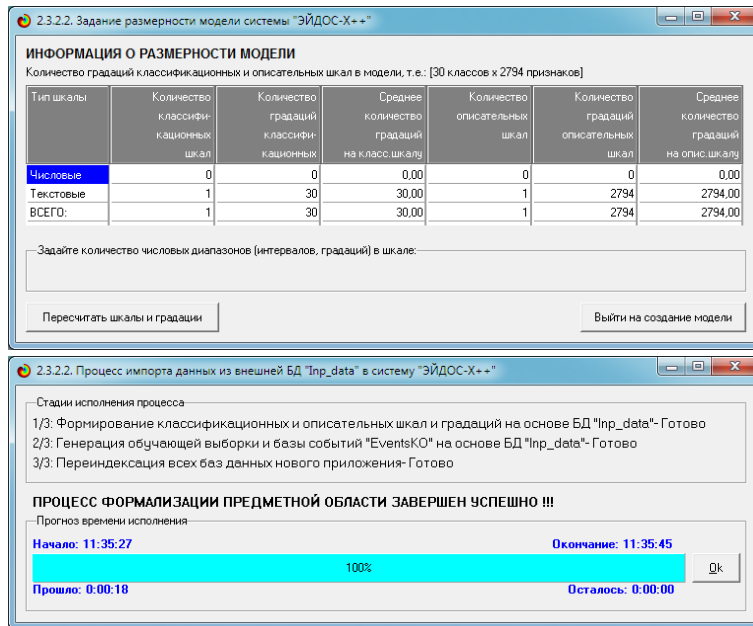 2.3.2.2. Задание размерности модели системы "ЭЙДОС-X++"
ИНФОРМАЦИЯ О РАЗМЕРНОСТИ МОДЕЛИ
Количество градаций классификационных и описательных шкал в модели, т.е.: [30 классов x 2794 признаков]
Тип шкалы Количество классифи- кационных шкал Количество градаций классифи- кационных Среднее количество градаций на класс.шкалу Количество описательных шкал Количество градаций описательных шкал Среднее количество градаций на опис.шкалу
Числовые 0 0 0,00 0 0 0,00
Текстовые 1 30 30,00 1 2794 2794,00
ВСЕГО: 1 30 30,00 1 2794 2794,00
Задайте количество числовых диапазонов (интервалов, градаций) в шкале:
Пересчитать шкалы и градации Выйти на создание модели
2.3.2.2. Процесс импорта данных из внешней БД "Inp_data" в систему "ЭЙДОС-X++"
Стадии исполнения процесса
1/3: Формирование классификационных и описательных шкал и градаций на основе БД "Inp_data"- Готово
2/3: Генерация обучающей выборки и базы событий "EventsKO" на основе БД "Inp_data"- Готово
3/3: Переиндексация всех баз данных нового приложения- Готово
ПРОЦЕСС ФОРМАЛИЗАЦИИ ПРЕДМЕТНОЙ ОБЛАСТИ ЗАВЕРШЕН УСПЕШНО !!!
Прогноз времени исполнения
Начало: 11:35:27 Окончание: 11:35:45
100% Ok
Прошло: 0:00:18 Осталось: 0:00:00